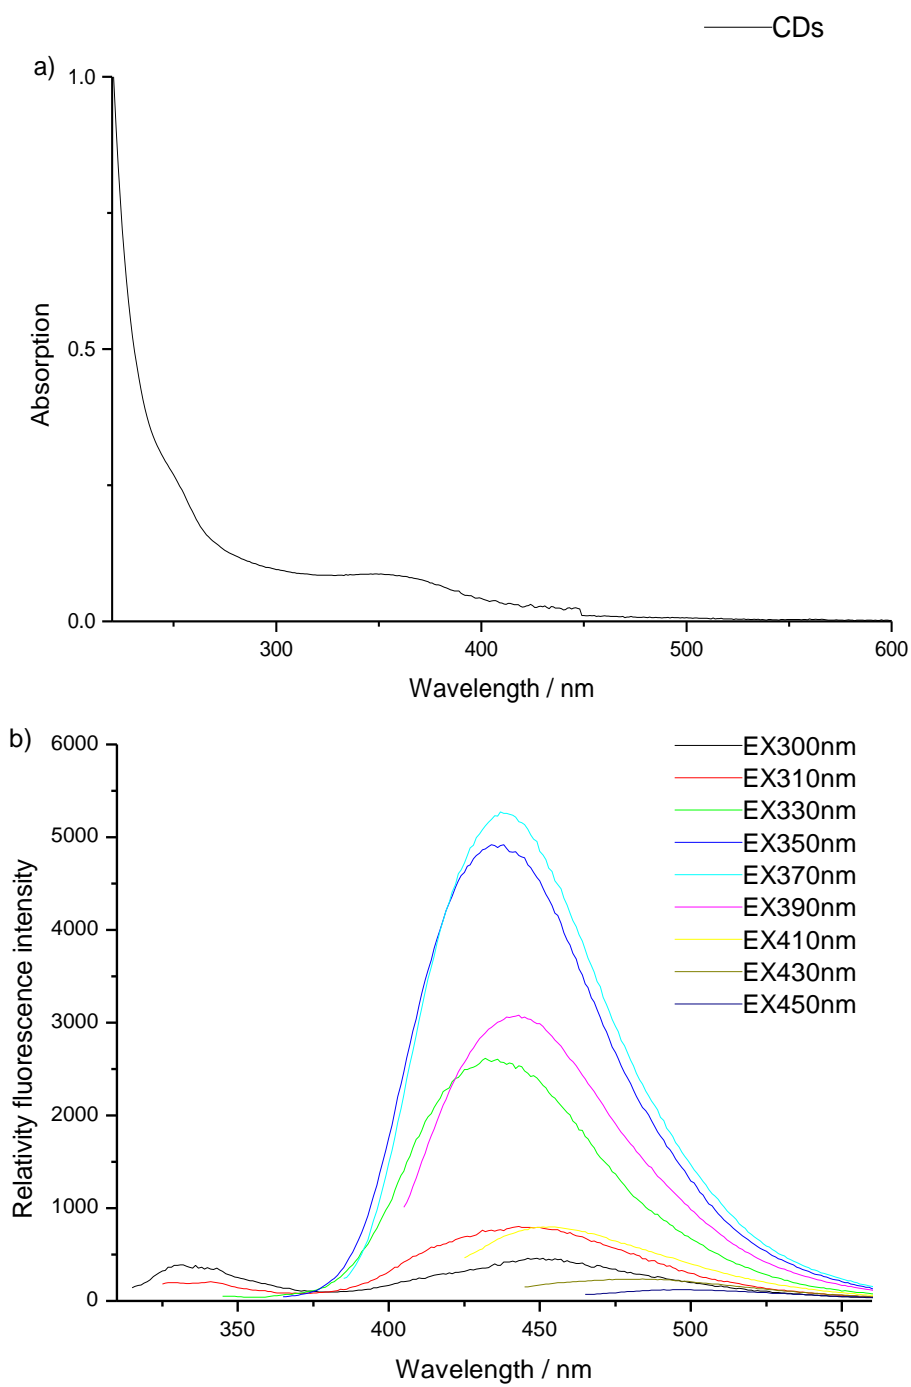 CDs
a)
1.0
0.5
0.0
Absorption
300 400 500 600
Wavelength / nm
b)
6000
5000
4000
3000
2000
1000
0
Relativity fluorescence intensity
EX300nm
EX310nm
EX330nm
EX350nm
EX370nm
EX390nm
EX410nm
EX430nm
EX450nm
350 400 450 500 550
Wavelength / nm